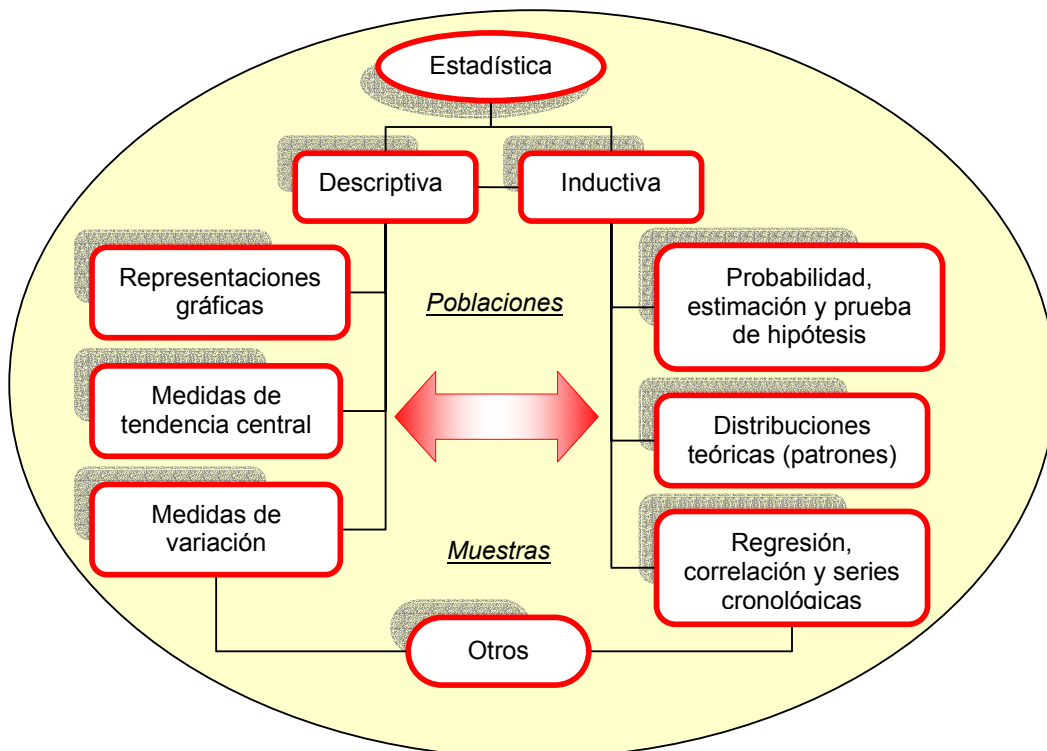 Estadística
Descriptiva
Inductiva
Representaciones
gráficas
Poblaciones
Probabilidad,
estimación y prueba
de hipótesis
Medidas de
tendencia central
Distribuciones
teóricas (patrones)
Medidas de
variación
Muestras
Regresión,
correlación y series
cronológicas
Otros